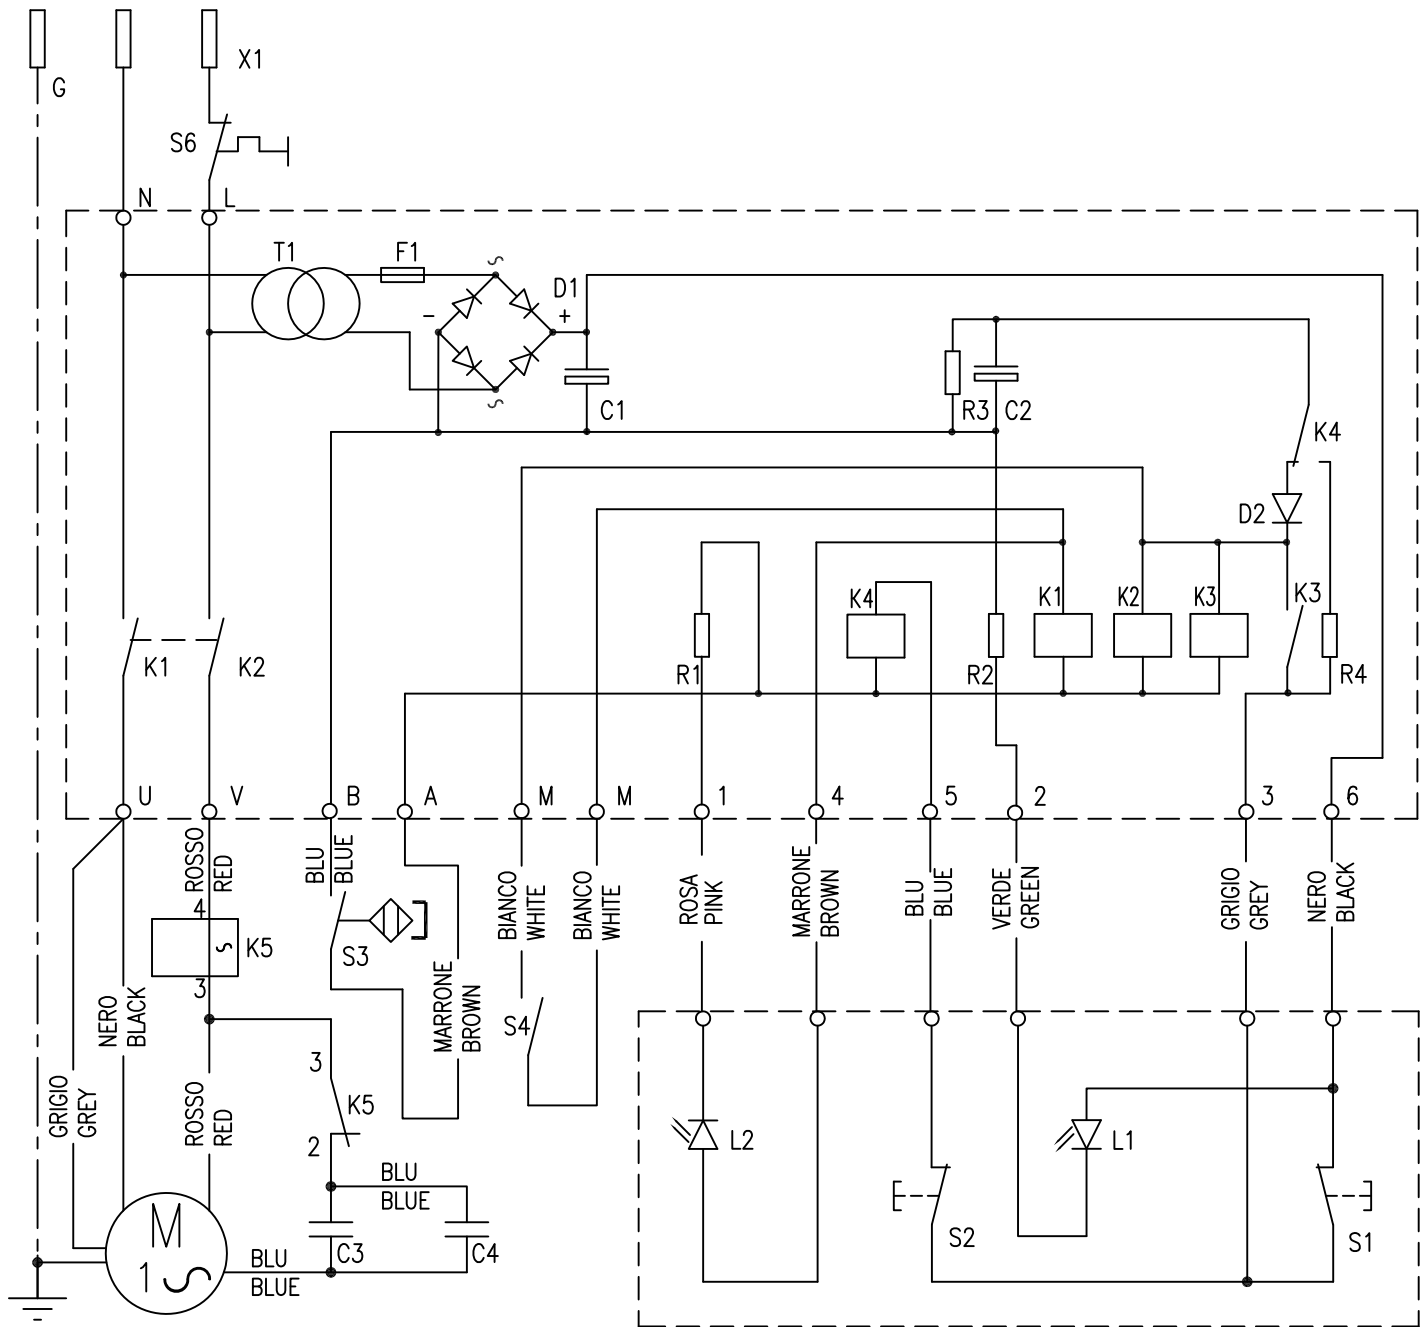 G
X1
S6
N
L
T1
F1
D1
−
+
C1
R3
C2
K4
D2
K1
K2
R1
K4
R2
K1
K2
K3
K3
R4
U
V
B
A
M
M
1
4
5
2
3
6
ROSSO
RED
BLU
BLUE
BIANCO
WHITE
BIANCO
WHITE
ROSA
PINK
MARRONE
BROWN
BLU
BLUE
VERDE
GREEN
GRIGIO
GREY
NERO
BLACK
4
K5
3
S3
MARRONE
BROWN
S4
NERO
BLACK
GRIGIO
GREY
ROSSO
RED
3
K5
2
BLU
BLUE
C3
C4
M
1
BLU
BLUE
L2
L1
S2
S1